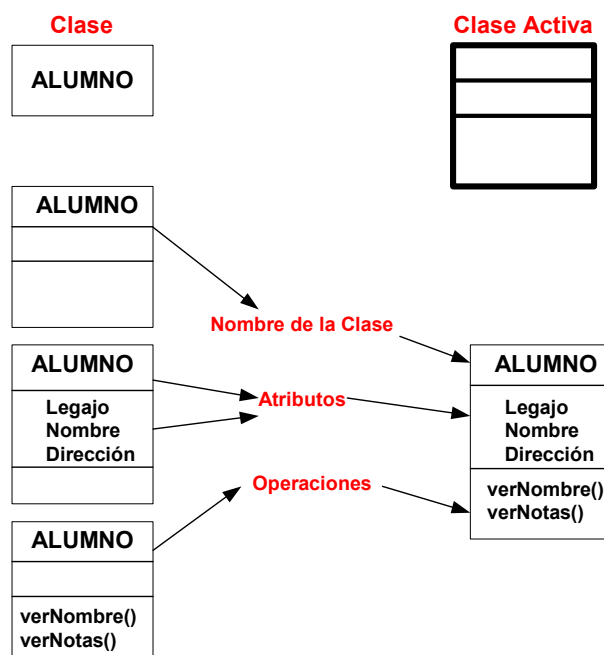 Clase
Clase Activa
ALUMNO
ALUMNO
Nombre de la Clase
ALUMNO
Legajo
Nombre
Dirección
Atributos
ALUMNO
Legajo
Nombre
Dirección
verNombre()
verNotas()
Operaciones
ALUMNO
verNombre()
verNotas()